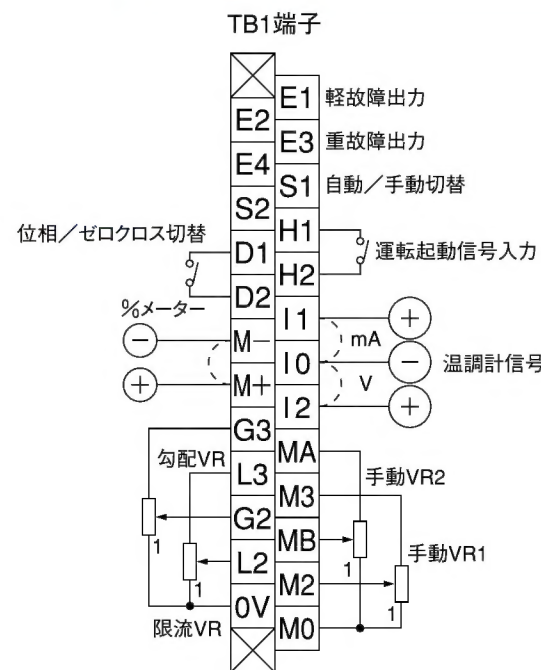 TB1端子
E1 軽故障出力
E2
E3 重故障出力
E4
S1 自動／手動切替
S2
H1
位相／ゼロクロス切替
D1
運転起動信号入力
H2
D2
%メーター
I1 +
mA
− M−
I0 − 温調計信号
V
+ M+
I2 +
G3
勾配VR
MA
手動VR2
L3
M3
G2
1
MB
手動VR1
L2
1
M2
1
1
0V
限流VR
M0